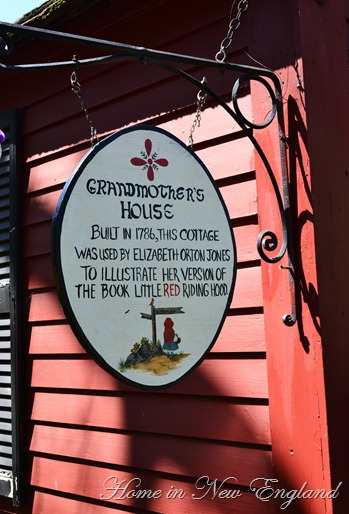 GRANDMOTHER'S
HOUSE
BUILT IN 1786, THIS COTTAGE
WAS USED BY ELIZABETH ORTON JONES
TO ILLUSTRATE HER VERSION OF
THE BOOK LITTLE RED RIDING HOOD.
Home in New England